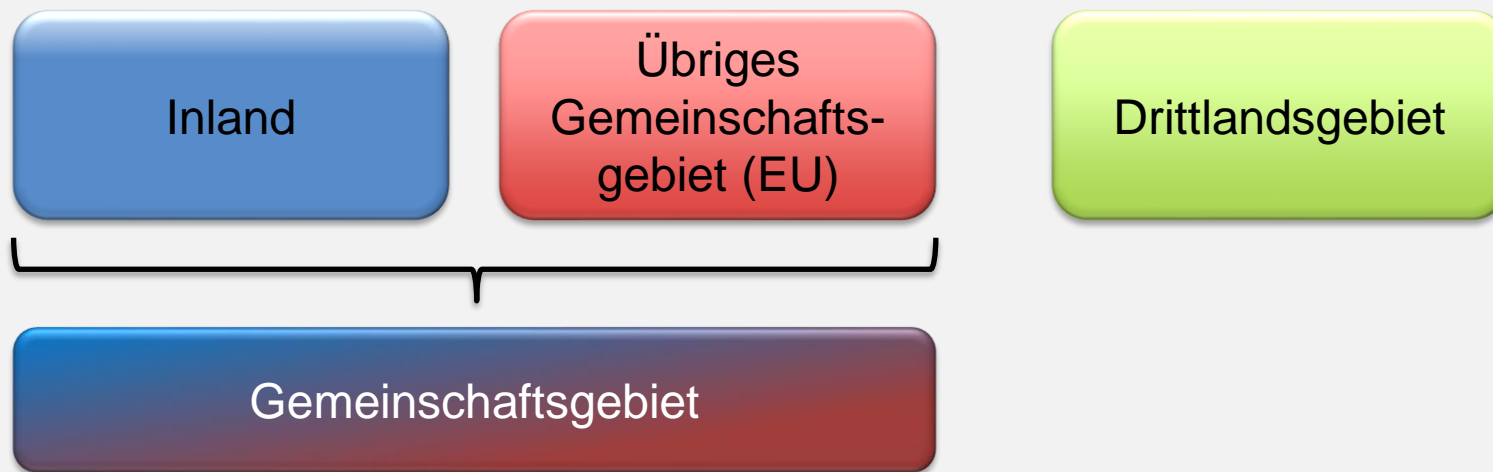 Inland
Übriges
Gemeinschafts-
gebiet (EU)
Drittlandsgebiet
Gemeinschaftsgebiet